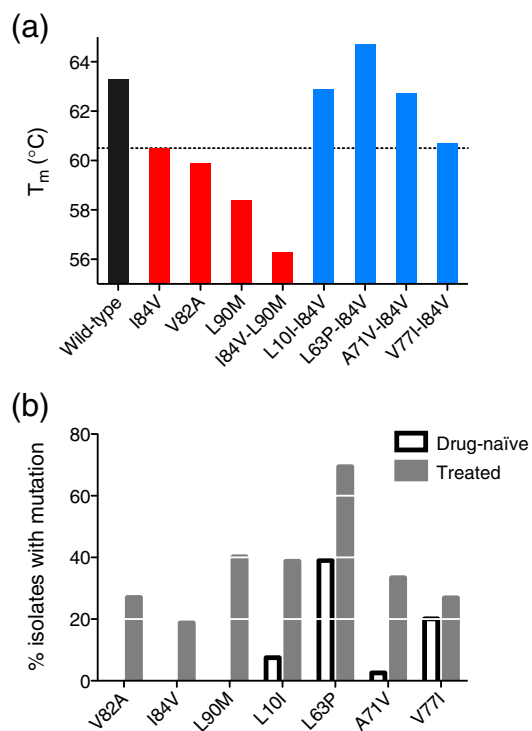 (a)
T_m (°C)
64
62
60
58
56
Wild-type
I84V
V82A
L90M
I84V-L90M
L10I-I84V
L63P-I84V
A71V-I84V
V77I-I84V
(b)
% isolates with mutation
80
60
40
20
0
Drug-naïve
Treated
V82A
I84V
L90M
L10I
L63P
A71V
V77I